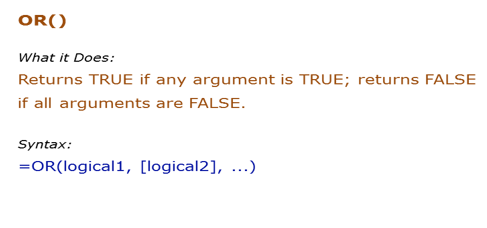 OR()
What it Does:
Returns TRUE if any argument is TRUE; returns FALSE
if all arguments are FALSE.
Syntax:
=OR(logical1, [logical2], ...)